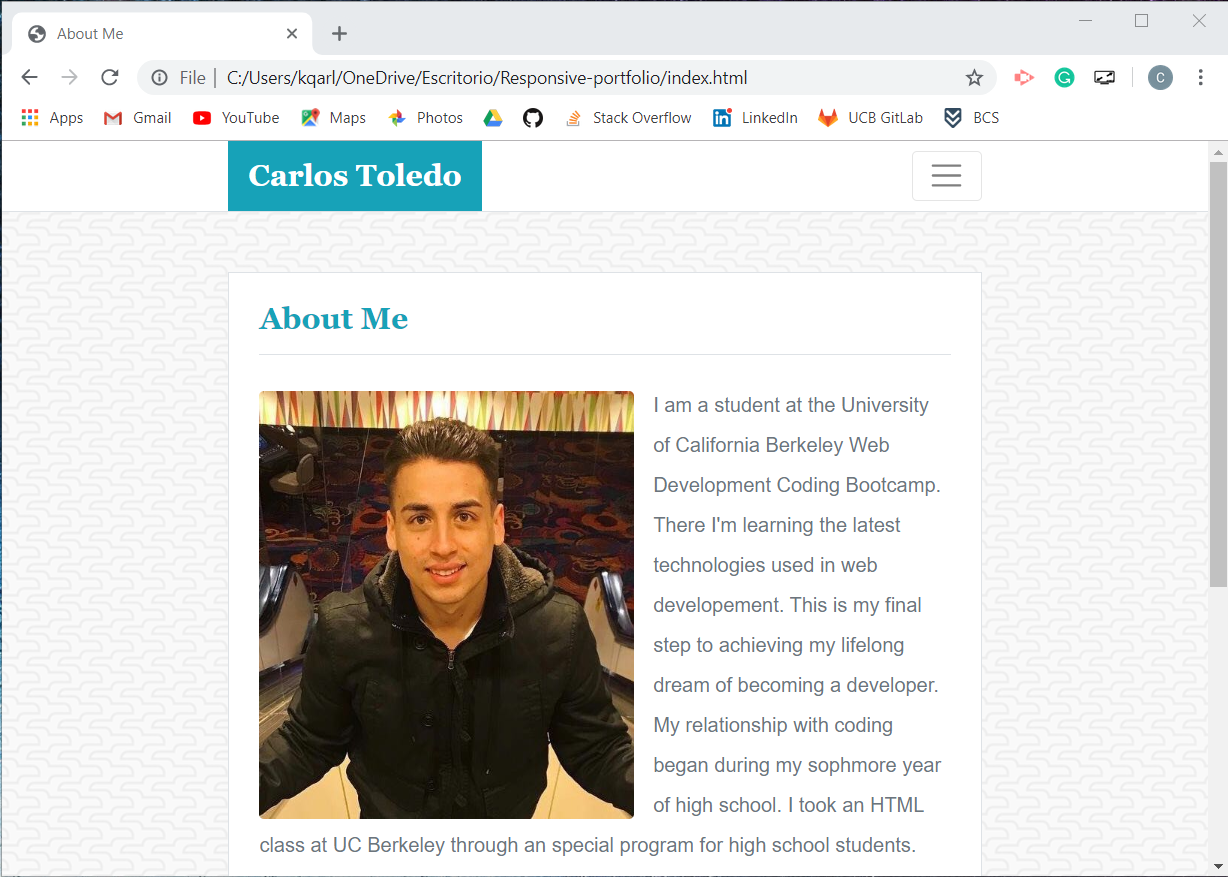 About Me
File | C:/Users/kqarl/OneDrive/Escritorio/Responsive-portfolio/index.html
C
Apps Gmail YouTube Maps Photos Stack Overflow LinkedIn UCB GitLab BCS
Carlos Toledo
About Me
I am a student at the University
of California Berkeley Web
Development Coding Bootcamp.
There I'm learning the latest
technologies used in web
developement. This is my final
step to achieving my lifelong
dream of becoming a developer.
My relationship with coding
began during my sophmore year
of high school. I took an HTML
class at UC Berkeley through an special program for high school students.